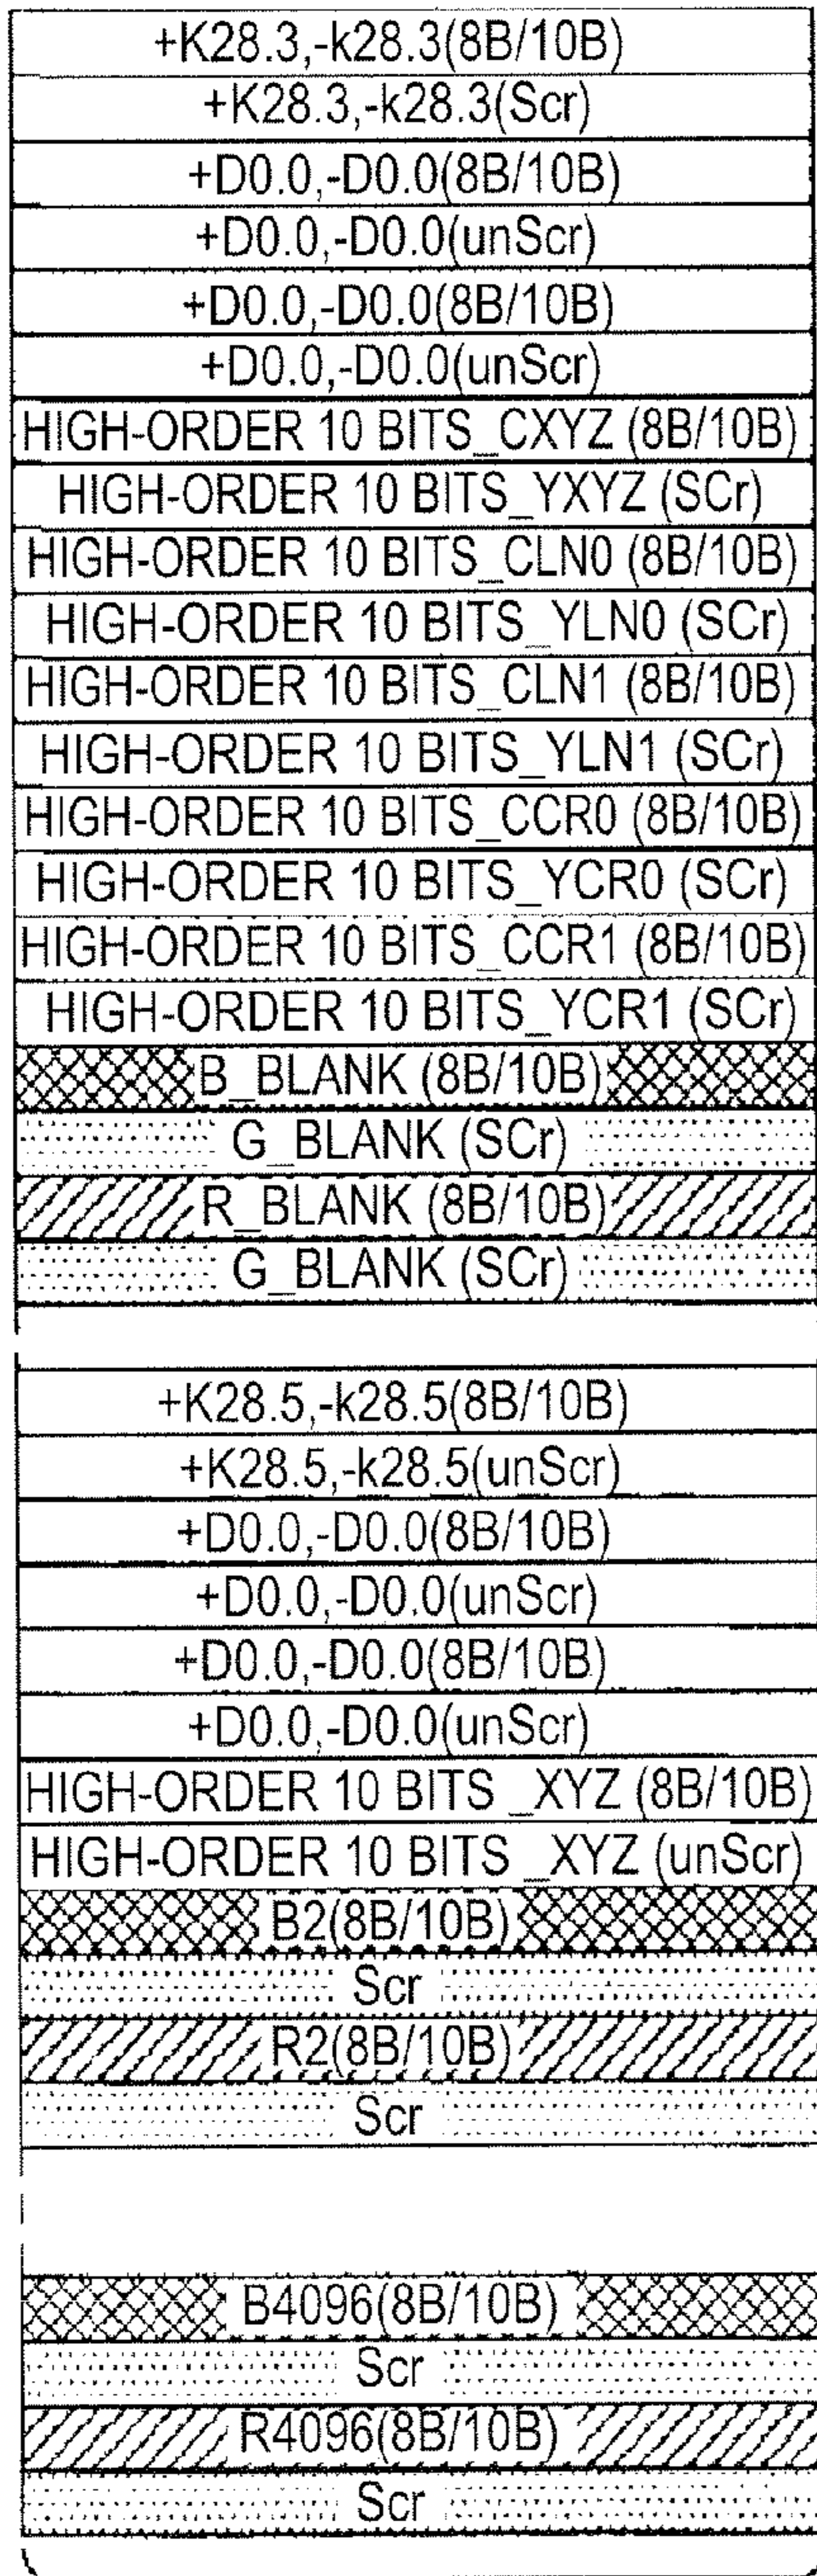 +K28.3,-k28.3(8B/10B)
+K28.3,-k28.3(Scr)
+D0.0,-D0.0(8B/10B)
+D0.0,-D0.0(unScr)
+D0.0,-D0.0(8B/10B)
+D0.0,-D0.0(unScr)
HIGH-ORDER 10 BITS_CXYZ (8B/10B)
HIGH-ORDER 10 BITS_YXYZ (SCr)
HIGH-ORDER 10 BITS_CLN0 (8B/10B)
HIGH-ORDER 10 BITS_YLN0 (SCr)
HIGH-ORDER 10 BITS_CLN1 (8B/10B)
HIGH-ORDER 10 BITS_YLN1 (SCr)
HIGH-ORDER 10 BITS_CCR0 (8B/10B)
HIGH-ORDER 10 BITS_YCR0 (SCr)
HIGH-ORDER 10 BITS_CCR1 (8B/10B)
HIGH-ORDER 10 BITS_YCR1 (SCr)
B_BLANK (8B/10B)
G_BLANK (SCr)
R_BLANK (8B/10B)
G_BLANK (SCr)
+K28.5,-k28.5(8B/10B)
+K28.5,-k28.5(unScr)
+D0.0,-D0.0(8B/10B)
+D0.0,-D0.0(unScr)
+D0.0,-D0.0(8B/10B)
+D0.0,-D0.0(unScr)
HIGH-ORDER 10 BITS _XYZ (8B/10B)
HIGH-ORDER 10 BITS _XYZ (unScr)
B2(8B/10B)
Scr
R2(8B/10B)
Scr
B4096(8B/10B)
Scr
R4096(8B/10B)
Scr